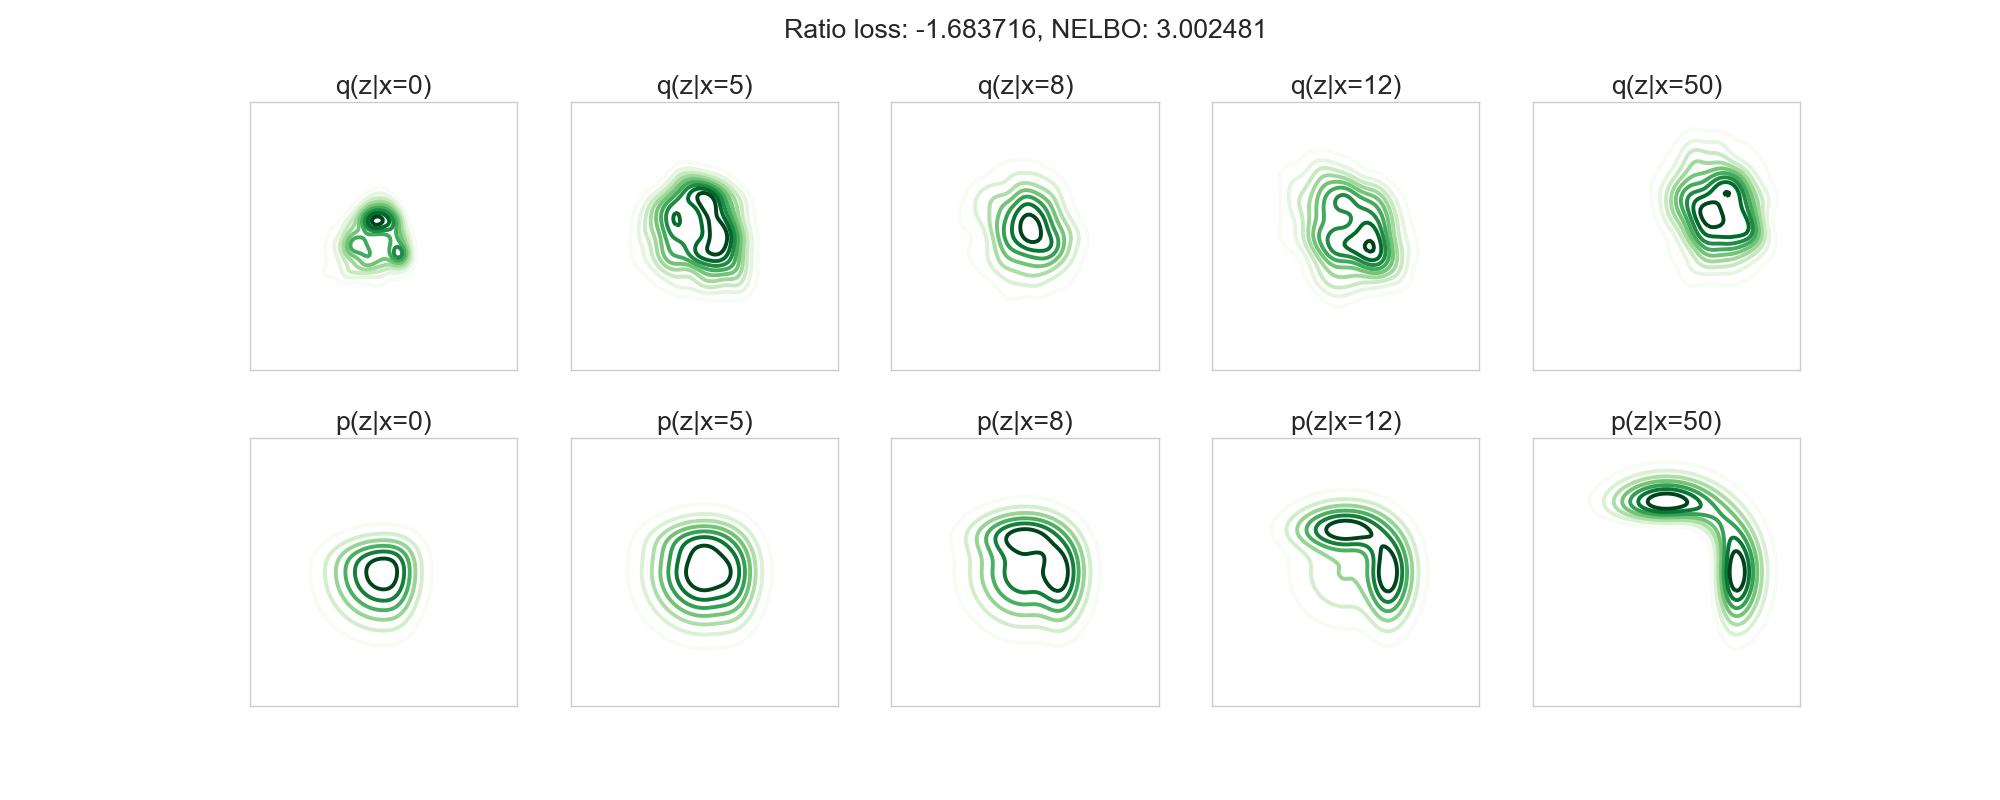 Ratio loss: -1.683716, NELBO: 3.002481
q(z|x=0) q(z|x=5) q(z|x=8) q(z|x=12) q(z|x=50)
p(z|x=0) p(z|x=5) p(z|x=8) p(z|x=12) p(z|x=50)